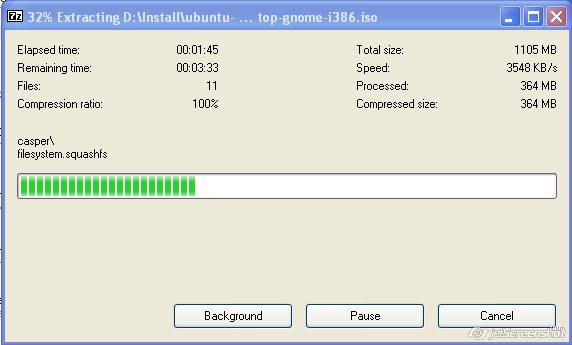 7z 32% Extracting D:\Install\ubuntu- ... top-gnome-i386.iso
Elapsed time: 00:01:45 Total size: 1105 MB
Remaining time: 00:03:33 Speed: 3548 KB/s
Files: 11 Processed: 364 MB
Compression ratio: 100% Compressed size: 364 MB
casper\
filesystem.squashfs
Background Pause Cancel
jetScreenshot